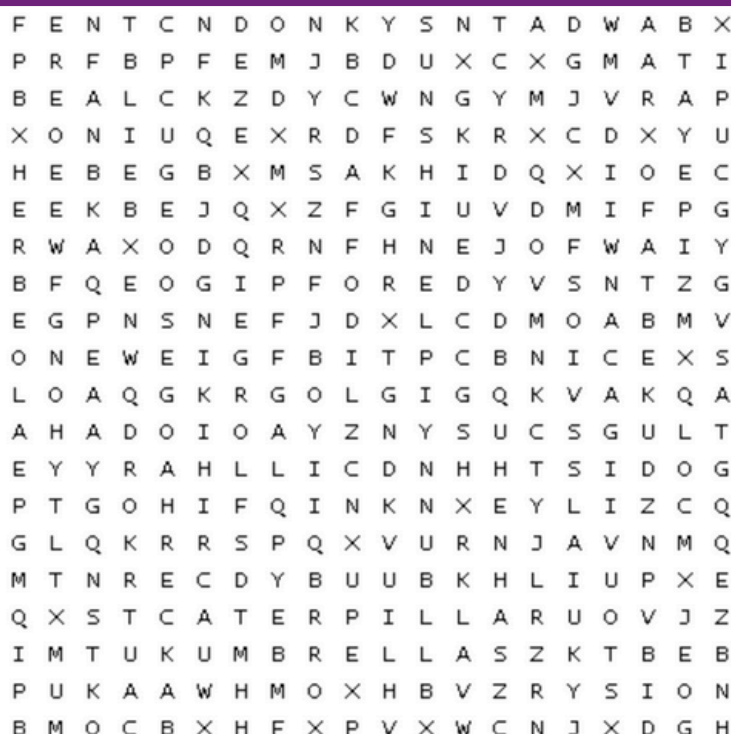 F E N T C N D O N K Y S N T A D W A B X
P R F B P F E M J B D U X C X G M A T I
B E A L C K Z D Y C W N G Y M J V R A P
X O N I U Q E X R D F S K R X C D X Y U
H E B E G B X M S A K H I D Q X I O E C
E E K B E J Q X Z F G I U V D M I F P G
R W A X O D Q R N F H N E J O F W A I Y
B F Q E O G I P F O R E D Y V S N T Z G
E G P N S N E F J D X L C D M O A B M V
O N E W E I G F B I T P C B N I C E X S
L O A Q G K R G O L G I G Q K V A K Q A
A H A D O I O A Y Z N Y S U C S G U L T
E Y Y R A H L L I C D N H H T S I D O G
P T G O H I F Q I N K N X E Y L I Z C Q
G L Q K R R S P Q X V U R N J A V N M Q
M T N R E C D Y B U U B K H L I U P X E
Q X S T C A T E R P I L L A R U O V J Z
I M T U K U M B R E L L A S Z K T B E B
P U K A A W H M O X H B V Z R Y S I O N
B M O C B X H F X P V X W C N J X D G H